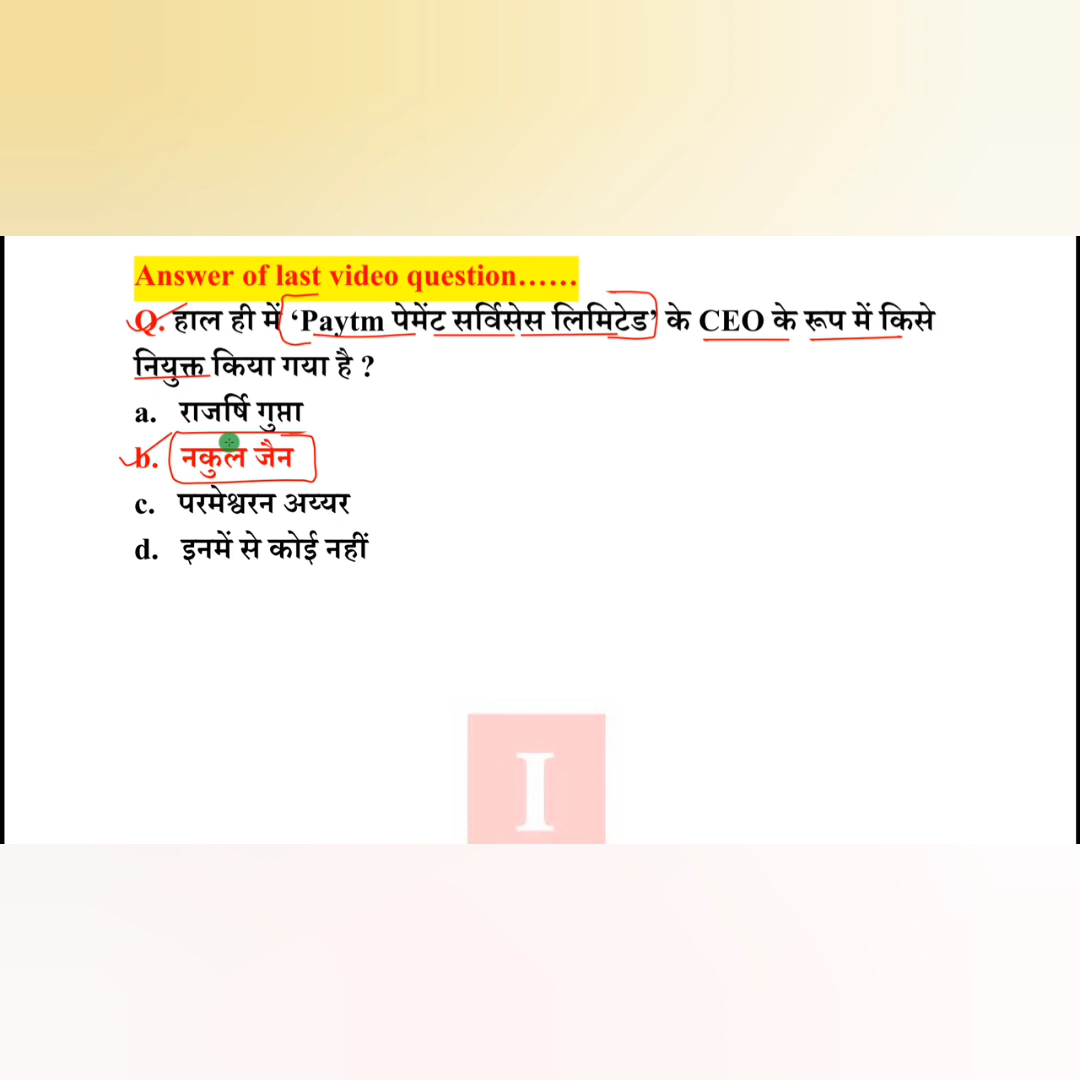 Answer of last video question……
Q. हाल ही में ‘Paytm पेमेंट सर्विसेस लिमिटेड’ के CEO के रूप में किसे
नियुक्त किया गया है ?
a. राजर्षि गुप्ता
b. नकुल जैन
c. परमेश्वरन अय्यर
d. इनमें से कोई नहीं
I